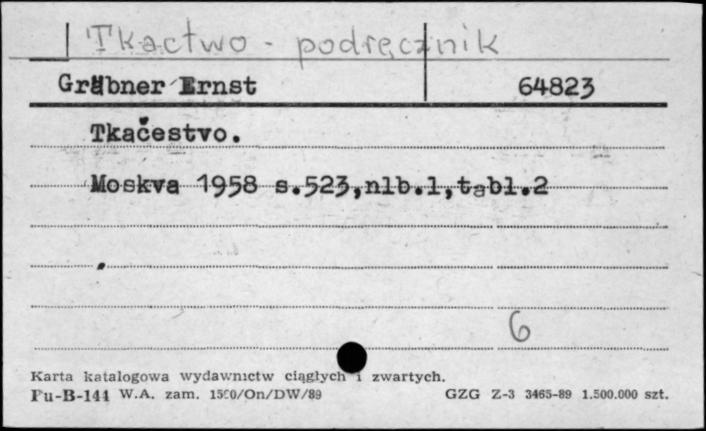 Tkactwo - podręcznik
Gräbner Ernst 64823
Tkačestvo.
Moskva 1958 s.523,nlb.1,tabl.2
6
Karta katalogowa wydawnictw ciągłych i zwartych.
Pu-B-144 W.A. zam. 1500/On/DW/89 GZG Z-3 3465-89 1.500.000 szt.